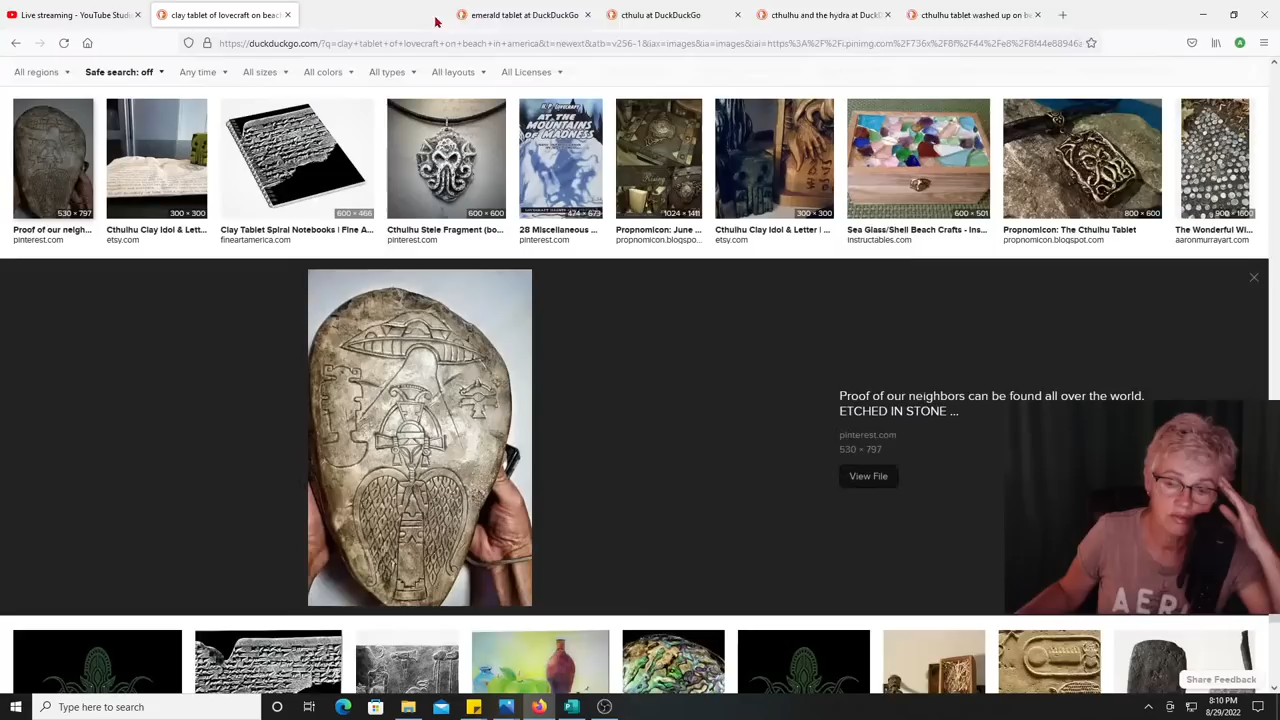 Live streaming - YouTube Studi
clay tablet of lovecraft on beac
emerald tablet at DuckDuckGo
cthulu at DuckDuckGo
cthulhu and the hydra at DuckD
cthulhu tablet washed up on b
https://duckduckgo.com/?q=clay+tablet+of+lovecraft+on+beach+in+america&t=newext&atb=v256-1&iax=images&ia=images&iai=https%3A%2F%2Fi.pinimg.com%2F736x%2F8f%2F44%2Fe8%2F8f44e88946a
All regions
Safe search: off
Any time
All sizes
All colors
All types
All layouts
All Licenses
H. P. LOVECRAFT
AT THE
MOUNTAINS
OF MADNESS
530 × 797
300 × 300
600 × 466
600 × 600
474 × 673
1024 × 1411
300 × 300
600 × 501
800 × 600
900 × 1600
Proof of our neigh...
Cthulhu Clay Idol & Lett...
Clay Tablet Spiral Notebooks | Fine A...
Cthulhu Stele Fragment (bo...
28 Miscellaneous ...
Propnomicon: June ...
Cthulhu Clay Idol & Letter | ...
Sea Glass/Shell Beach Crafts - Ins...
Propnomicon: The Cthulhu Tablet
The Wonderful Wi...
pinterest.com
etsy.com
fineartamerica.com
pinterest.com
pinterest.com
propnomicon.blogspo...
etsy.com
instructables.com
propnomicon.blogspot.com
aaronmurrayart.com
Proof of our neighbors can be found all over the world.
ETCHED IN STONE ...
pinterest.com
530 × 797
View File
AER
Share Feedback
Type here to search
8:10 PM
8/29/2022